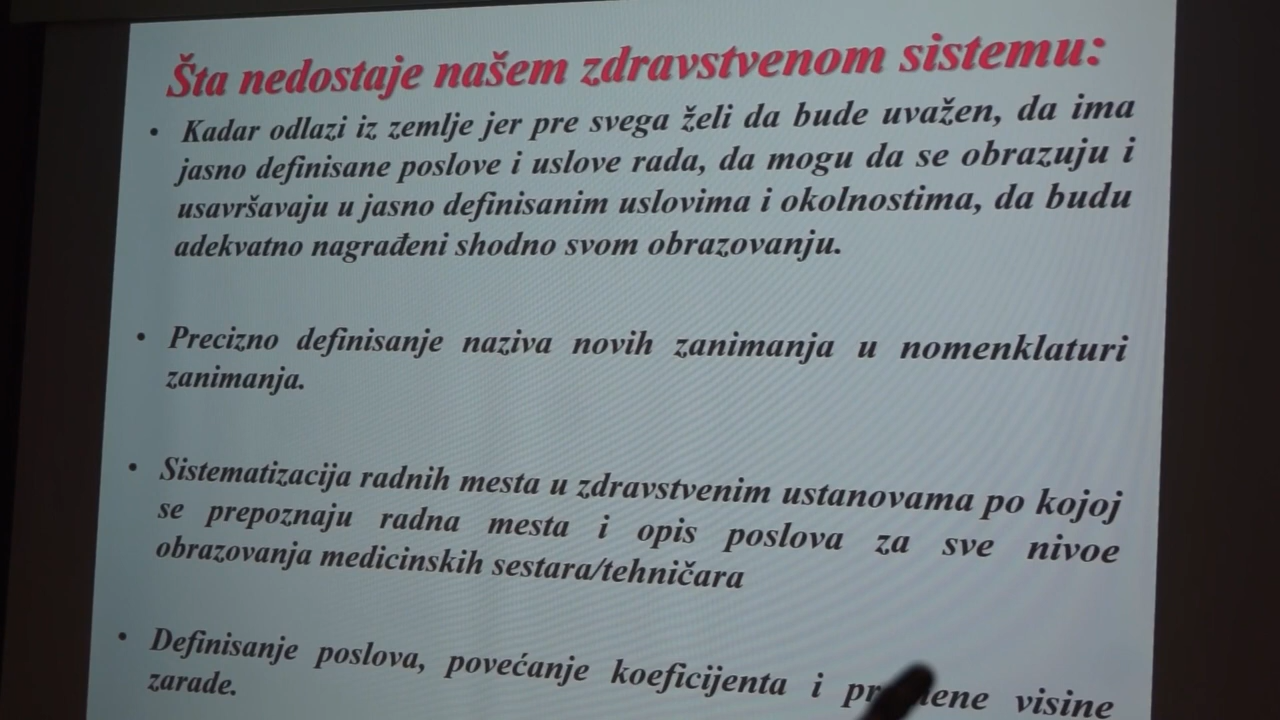 Šta nedostaje našem zdravstvenom sistemu:
• Kadar odlazi iz zemlje jer pre svega želi da bude uvažen, da ima
jasno definisane poslove i uslove rada, da mogu da se obrazuju i
usavršavaju u jasno definisanim uslovima i okolnostima, da budu
adekvatno nagrađeni shodno svom obrazovanju.
• Precizno definisanje naziva novih zanimanja u nomenklaturi
zanimanja.
• Sistematizacija radnih mesta u zdravstvenim ustanovama po kojoj
se prepoznaju radna mesta i opis poslova za sve nivoe
obrazovanja medicinskih sestara/tehničara
• Definisanje poslova, povećanje koeficijenta i visine
zarade.